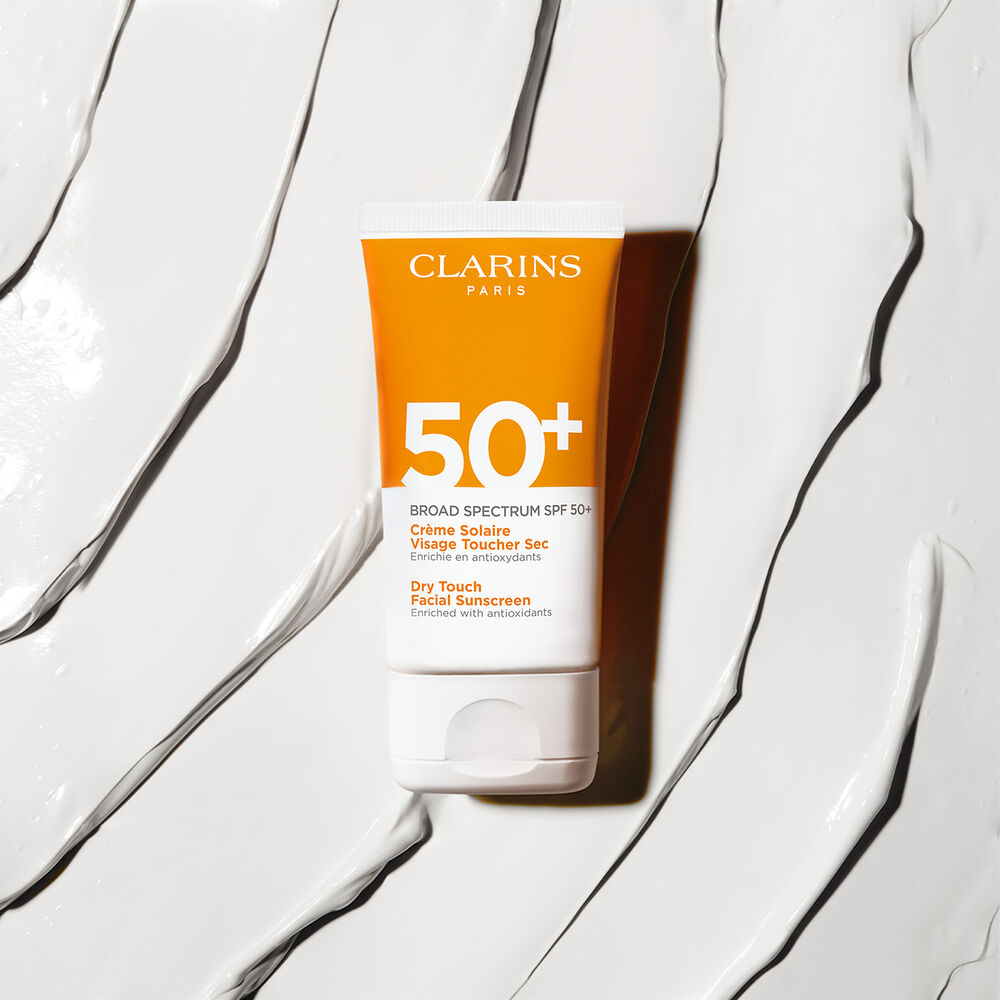 CLARINS
PARIS
50+
BROAD SPECTRUM SPF 50+
Crème Solaire
Visage Toucher Sec
Enrichie en antioxydants
Dry Touch
Facial Sunscreen
Enriched with antioxidants